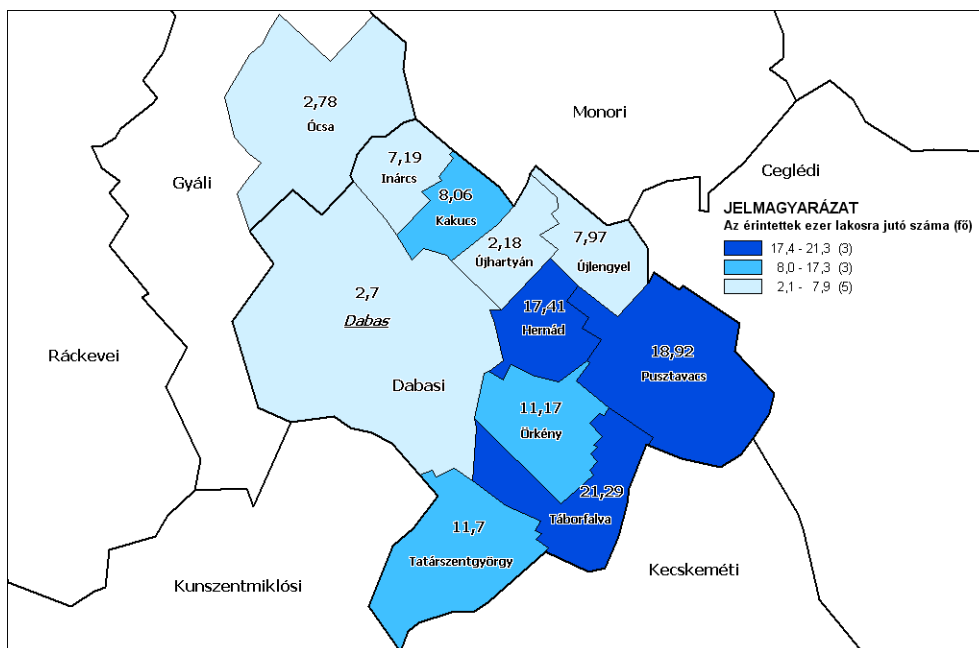 2,78
Ócsa
Monori
Gyáli
7,19
Inárcs
Ceglédi
8,06
Kakucs
JELMAGYARÁZAT
Az érintettek ezer lakosra jutó száma (fő)
17,4 - 21,3 (3)
8,0 - 17,3 (3)
2,1 - 7,9 (5)
2,18
Újhartyán
7,97
Újlengyel
2,7
Dabas
17,41
Hernád
18,92
Pusztavacs
Ráckevei
Dabasi
11,17
Örkény
21,29
Táborfalva
11,7
Tatárszentgyörgy
Kunszentmiklósi
Kecskeméti